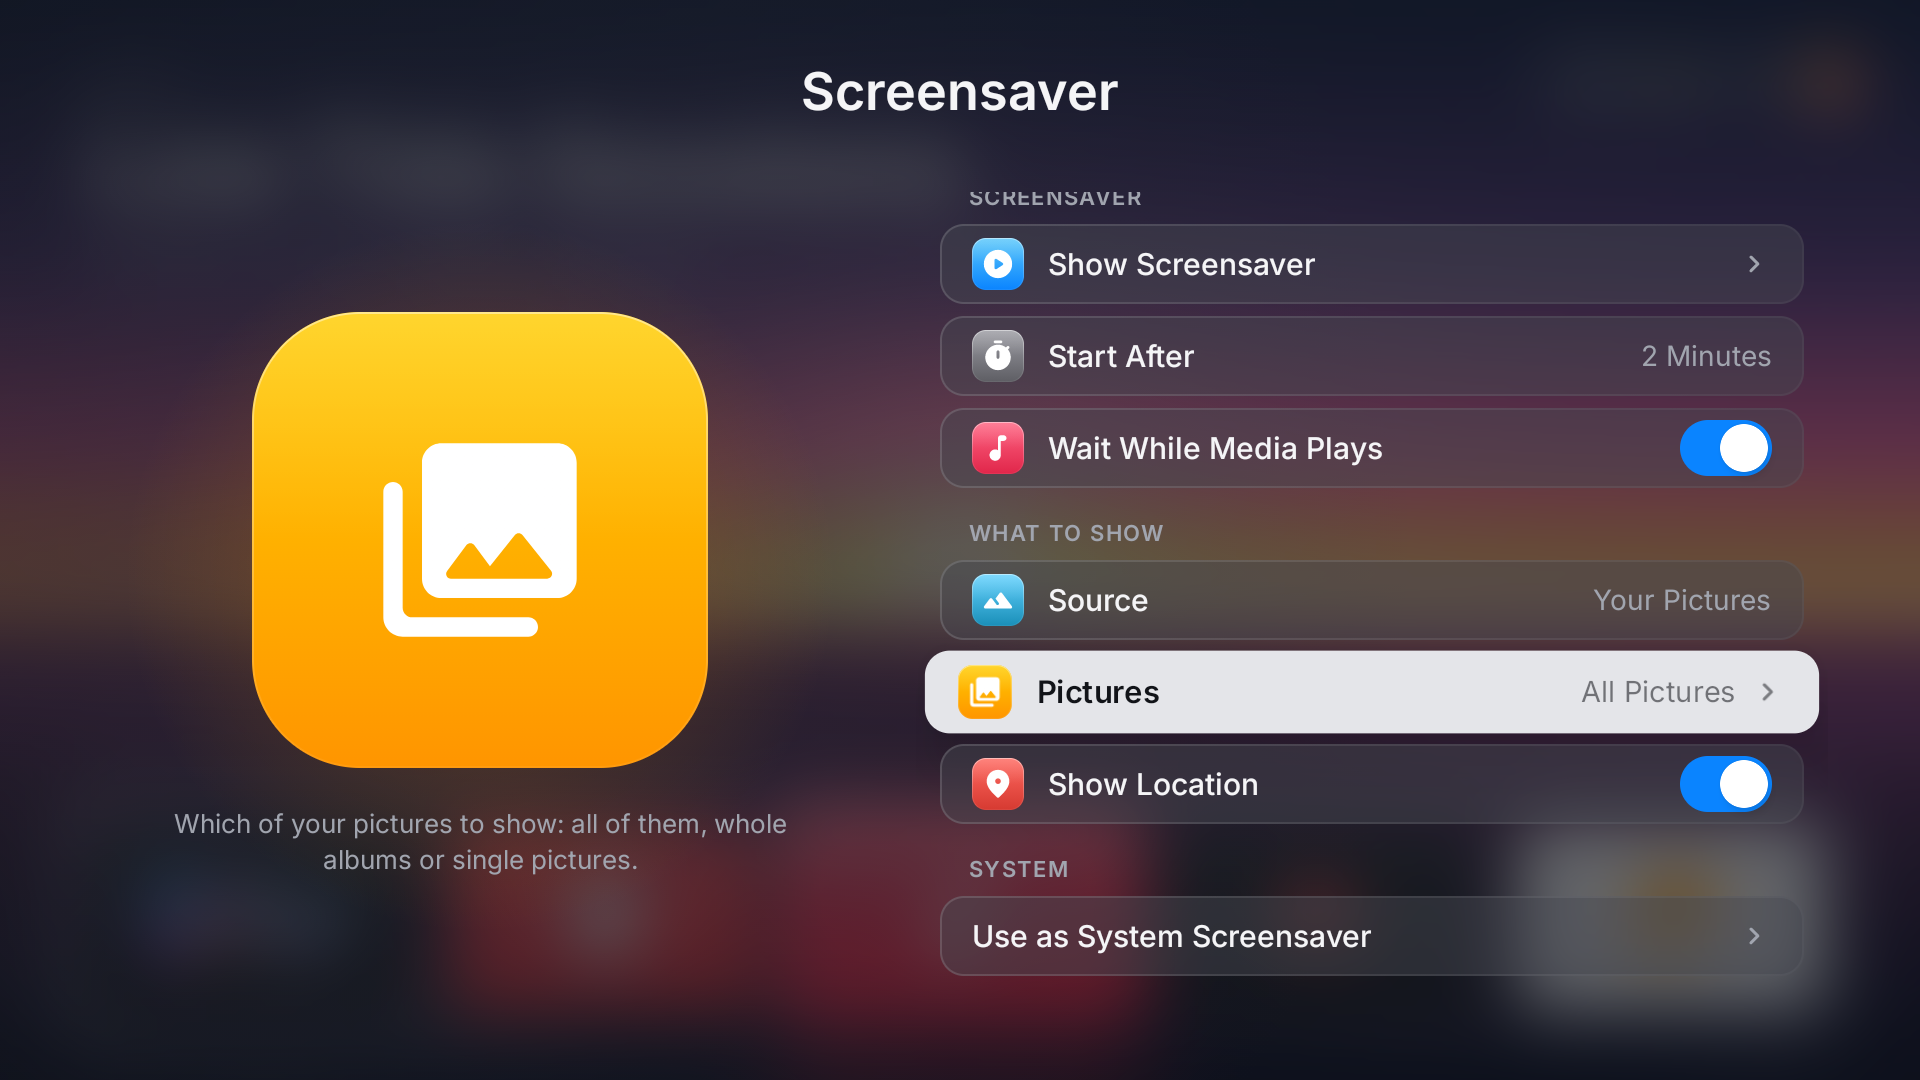 Screensaver
SCREENSAVER
Show Screensaver
Start After
2 Minutes
Wait While Media Plays
WHAT TO SHOW
Source
Your Pictures
Pictures
All Pictures
Show Location
SYSTEM
Use as System Screensaver
Which of your pictures to show: all of them, whole
albums or single pictures.